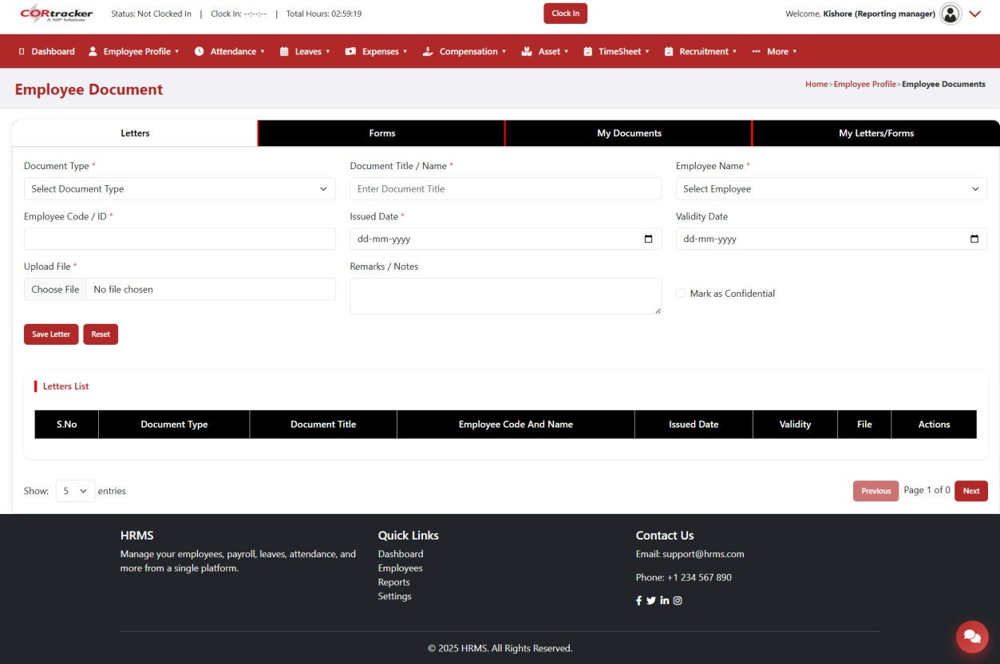 CORtracker
A 360° Solutions
Status: Not Clocked In | Clock In: --:--:-- | Total Hours: 02:59:19
Clock In
Welcome, Kishore (Reporting manager)
Dashboard Employee Profile Attendance Leaves Expenses Compensation Asset TimeSheet Recruitment More
Employee Document
Home>Employee Profile>Employee Documents
Letters Forms My Documents My Letters/Forms
Document Type * Document Title / Name * Employee Name *
Select Document Type Enter Document Title Select Employee
Employee Code / ID * Issued Date * Validity Date
dd-mm-yyyy dd-mm-yyyy
Upload File * Remarks / Notes
Choose File No file chosen
Mark as Confidential
Save Letter Reset
Letters List
S.No Document Type Document Title Employee Code And Name Issued Date Validity File Actions
Show: 5 entries
Previous Page 1 of 0 Next
HRMS
Manage your employees, payroll, leaves, attendance, and
more from a single platform.
Quick Links
Dashboard
Employees
Reports
Settings
Contact Us
Email: support@hrms.com
Phone: +1 234 567 890
© 2025 HRMS. All Rights Reserved.